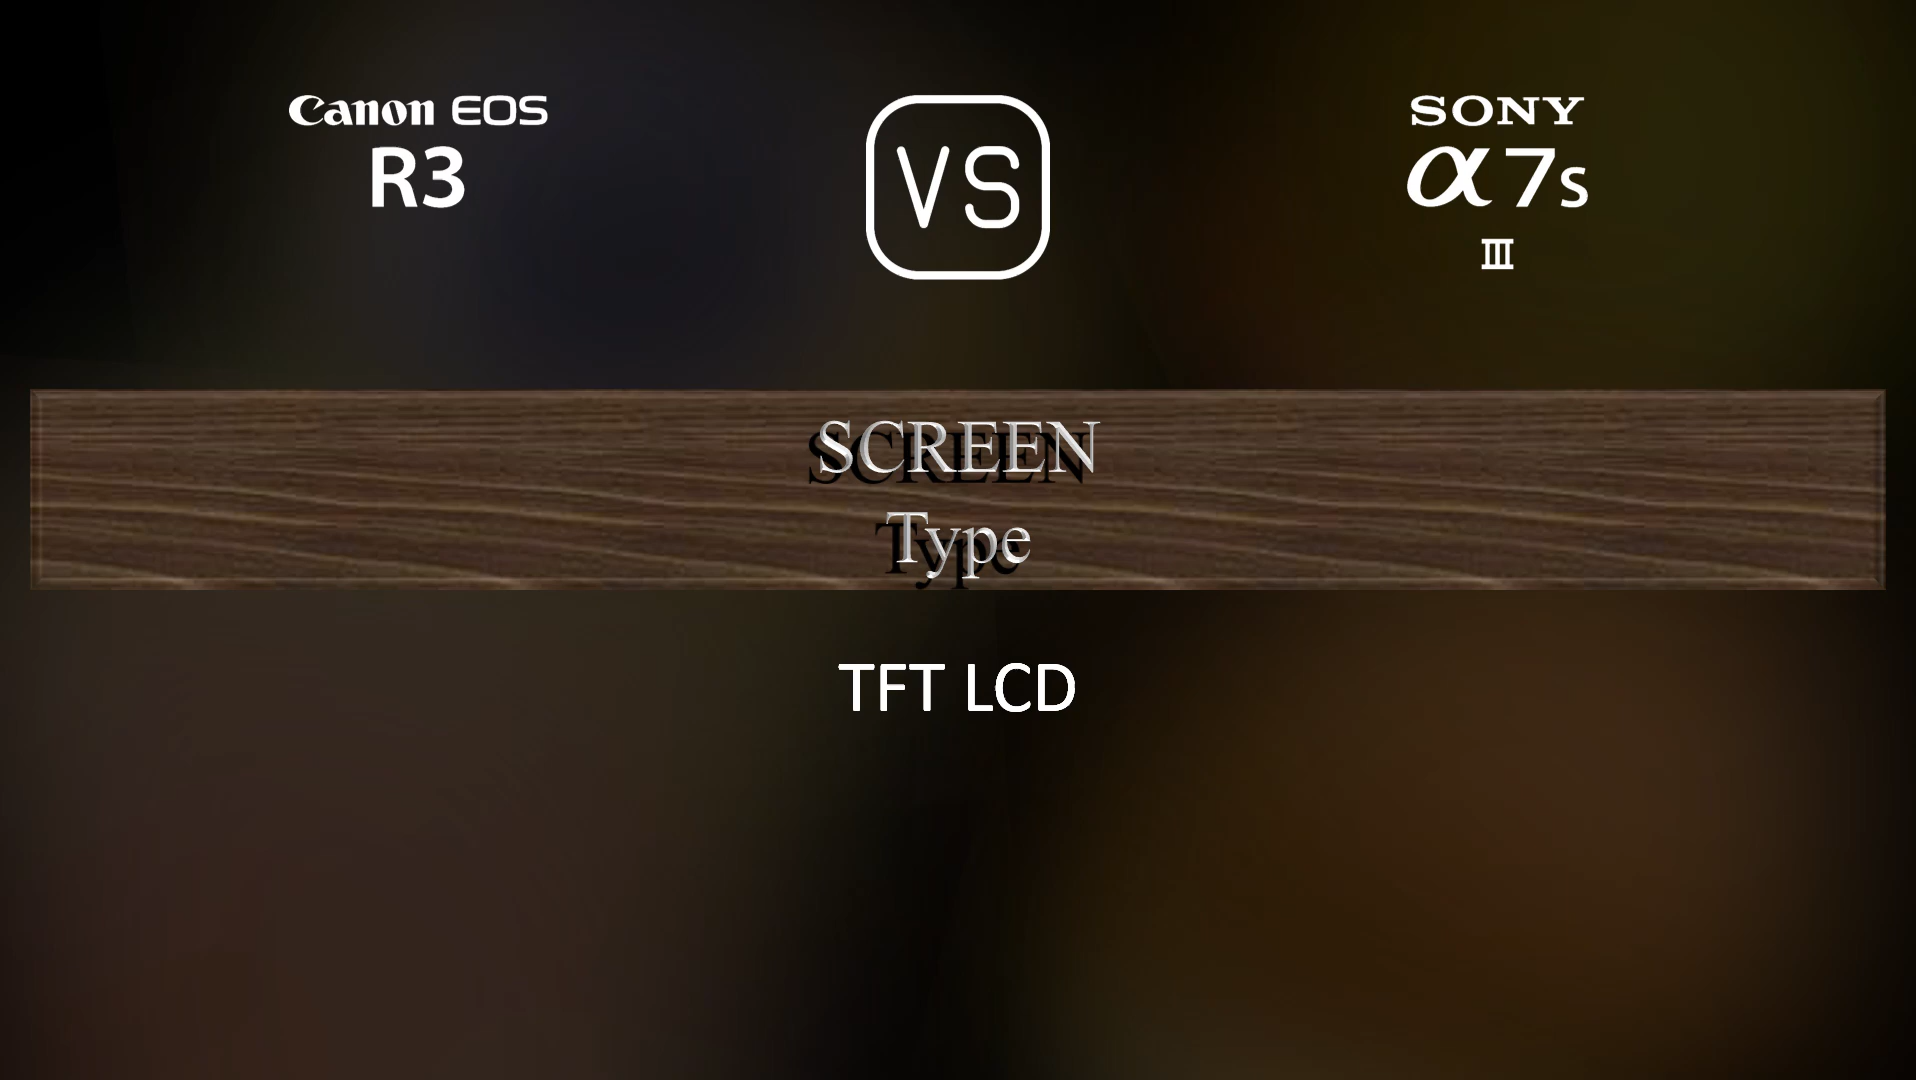 Canon EOS
R3
VS
SONY
α7s
III
SCREEN
Type
TFT LCD